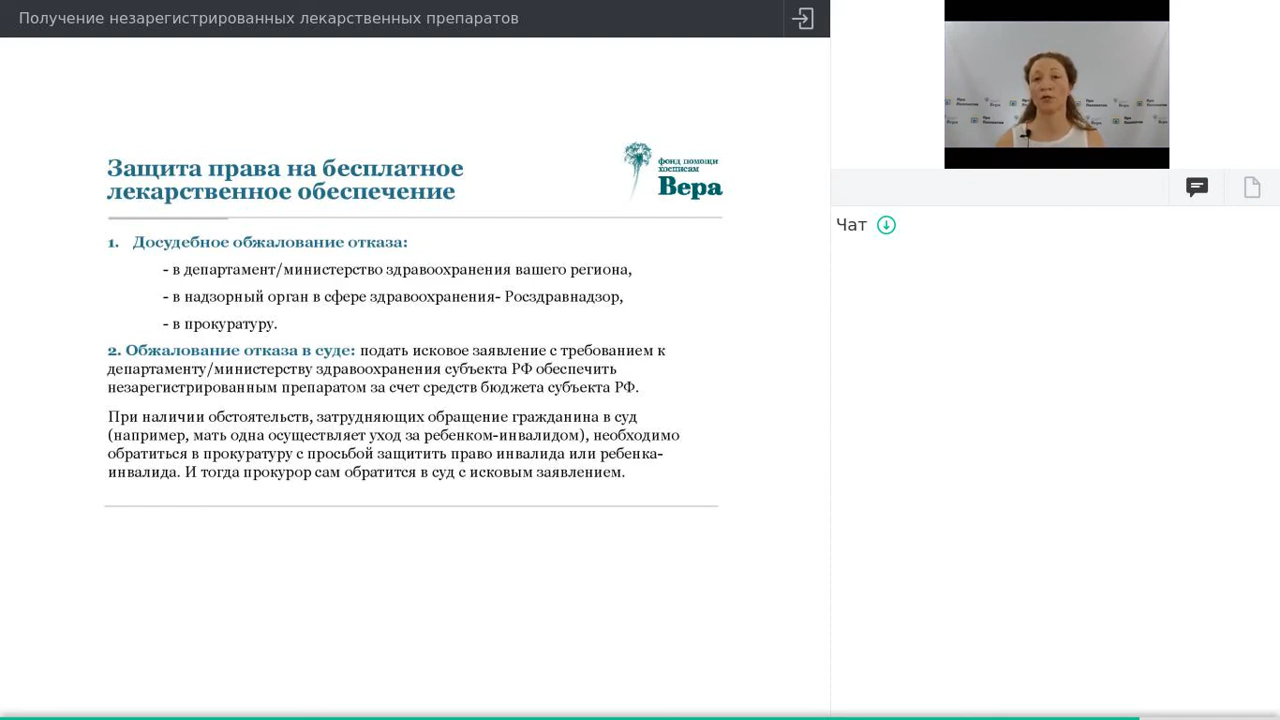 Получение незарегистрированных лекарственных препаратов
Защита права на бесплатное
лекарственное обеспечение
фонд помощи
хосписам
Вера
1. Досудебное обжалование отказа:
- в департамент/министерство здравоохранения вашего региона,
- в надзорный орган в сфере здравоохранения- Росздравнадзор,
- в прокуратуру.
2. Обжалование отказа в суде: подать исковое заявление с требованием к
департаменту/министерству здравоохранения субъекта РФ обеспечить
незарегистрированным препаратом за счет средств бюджета субъекта РФ.
При наличии обстоятельств, затрудняющих обращение гражданина в суд
(например, мать одна осуществляет уход за ребенком-инвалидом), необходимо
обратиться в прокуратуру с просьбой защитить право инвалида или ребенка-
инвалида. И тогда прокурор сам обратится в суд с исковым заявлением.
Чат